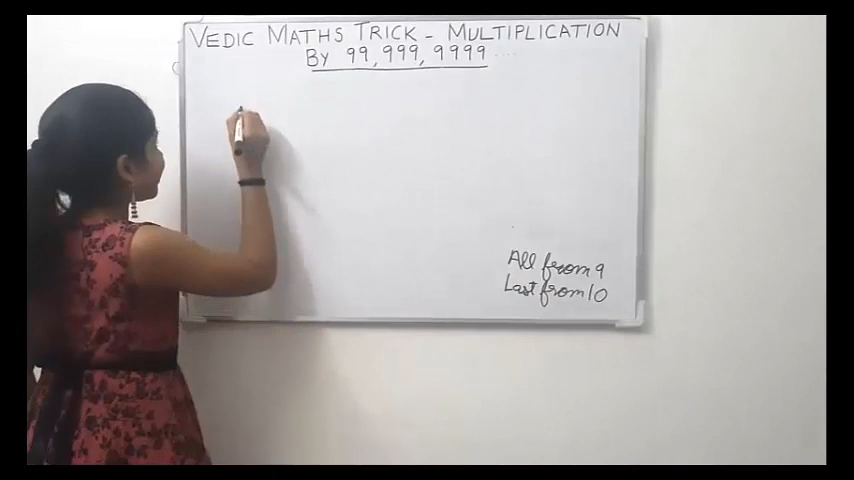 VEDIC MATHS TRICK - MULTIPLICATION
By 99, 999, 9999 ....
All from 9
Last from 10